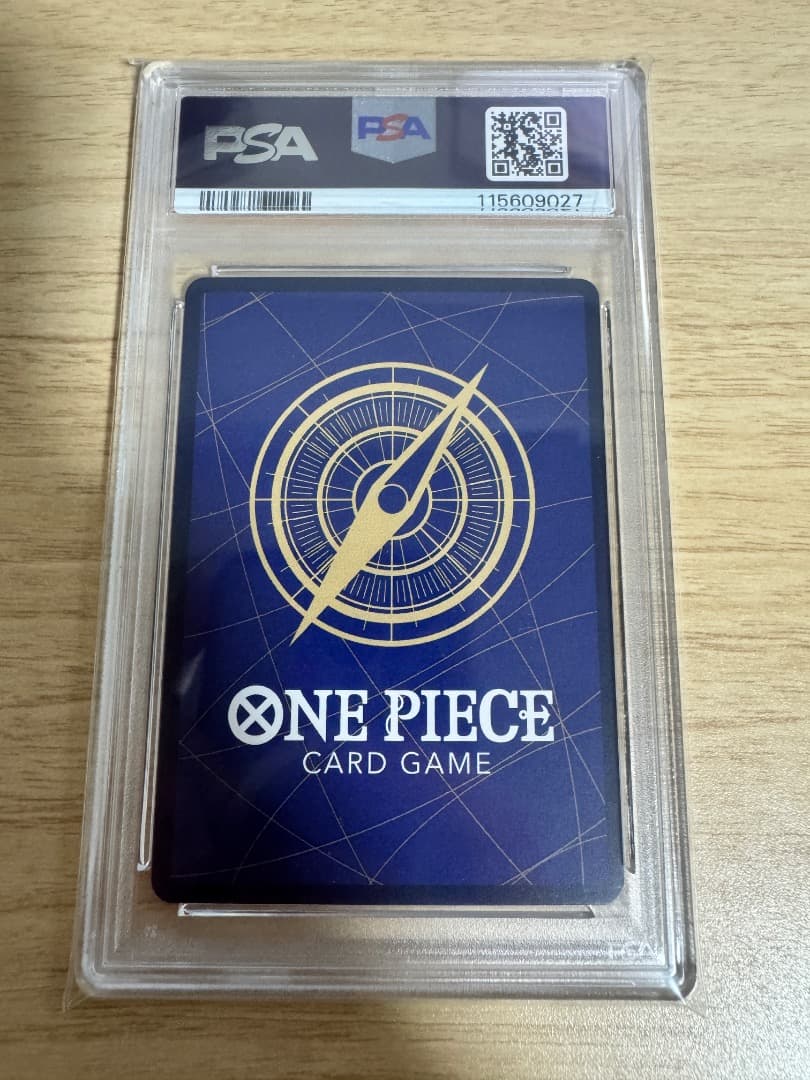 PSA
PSA
115609027
ONE PIECE
CARD GAME